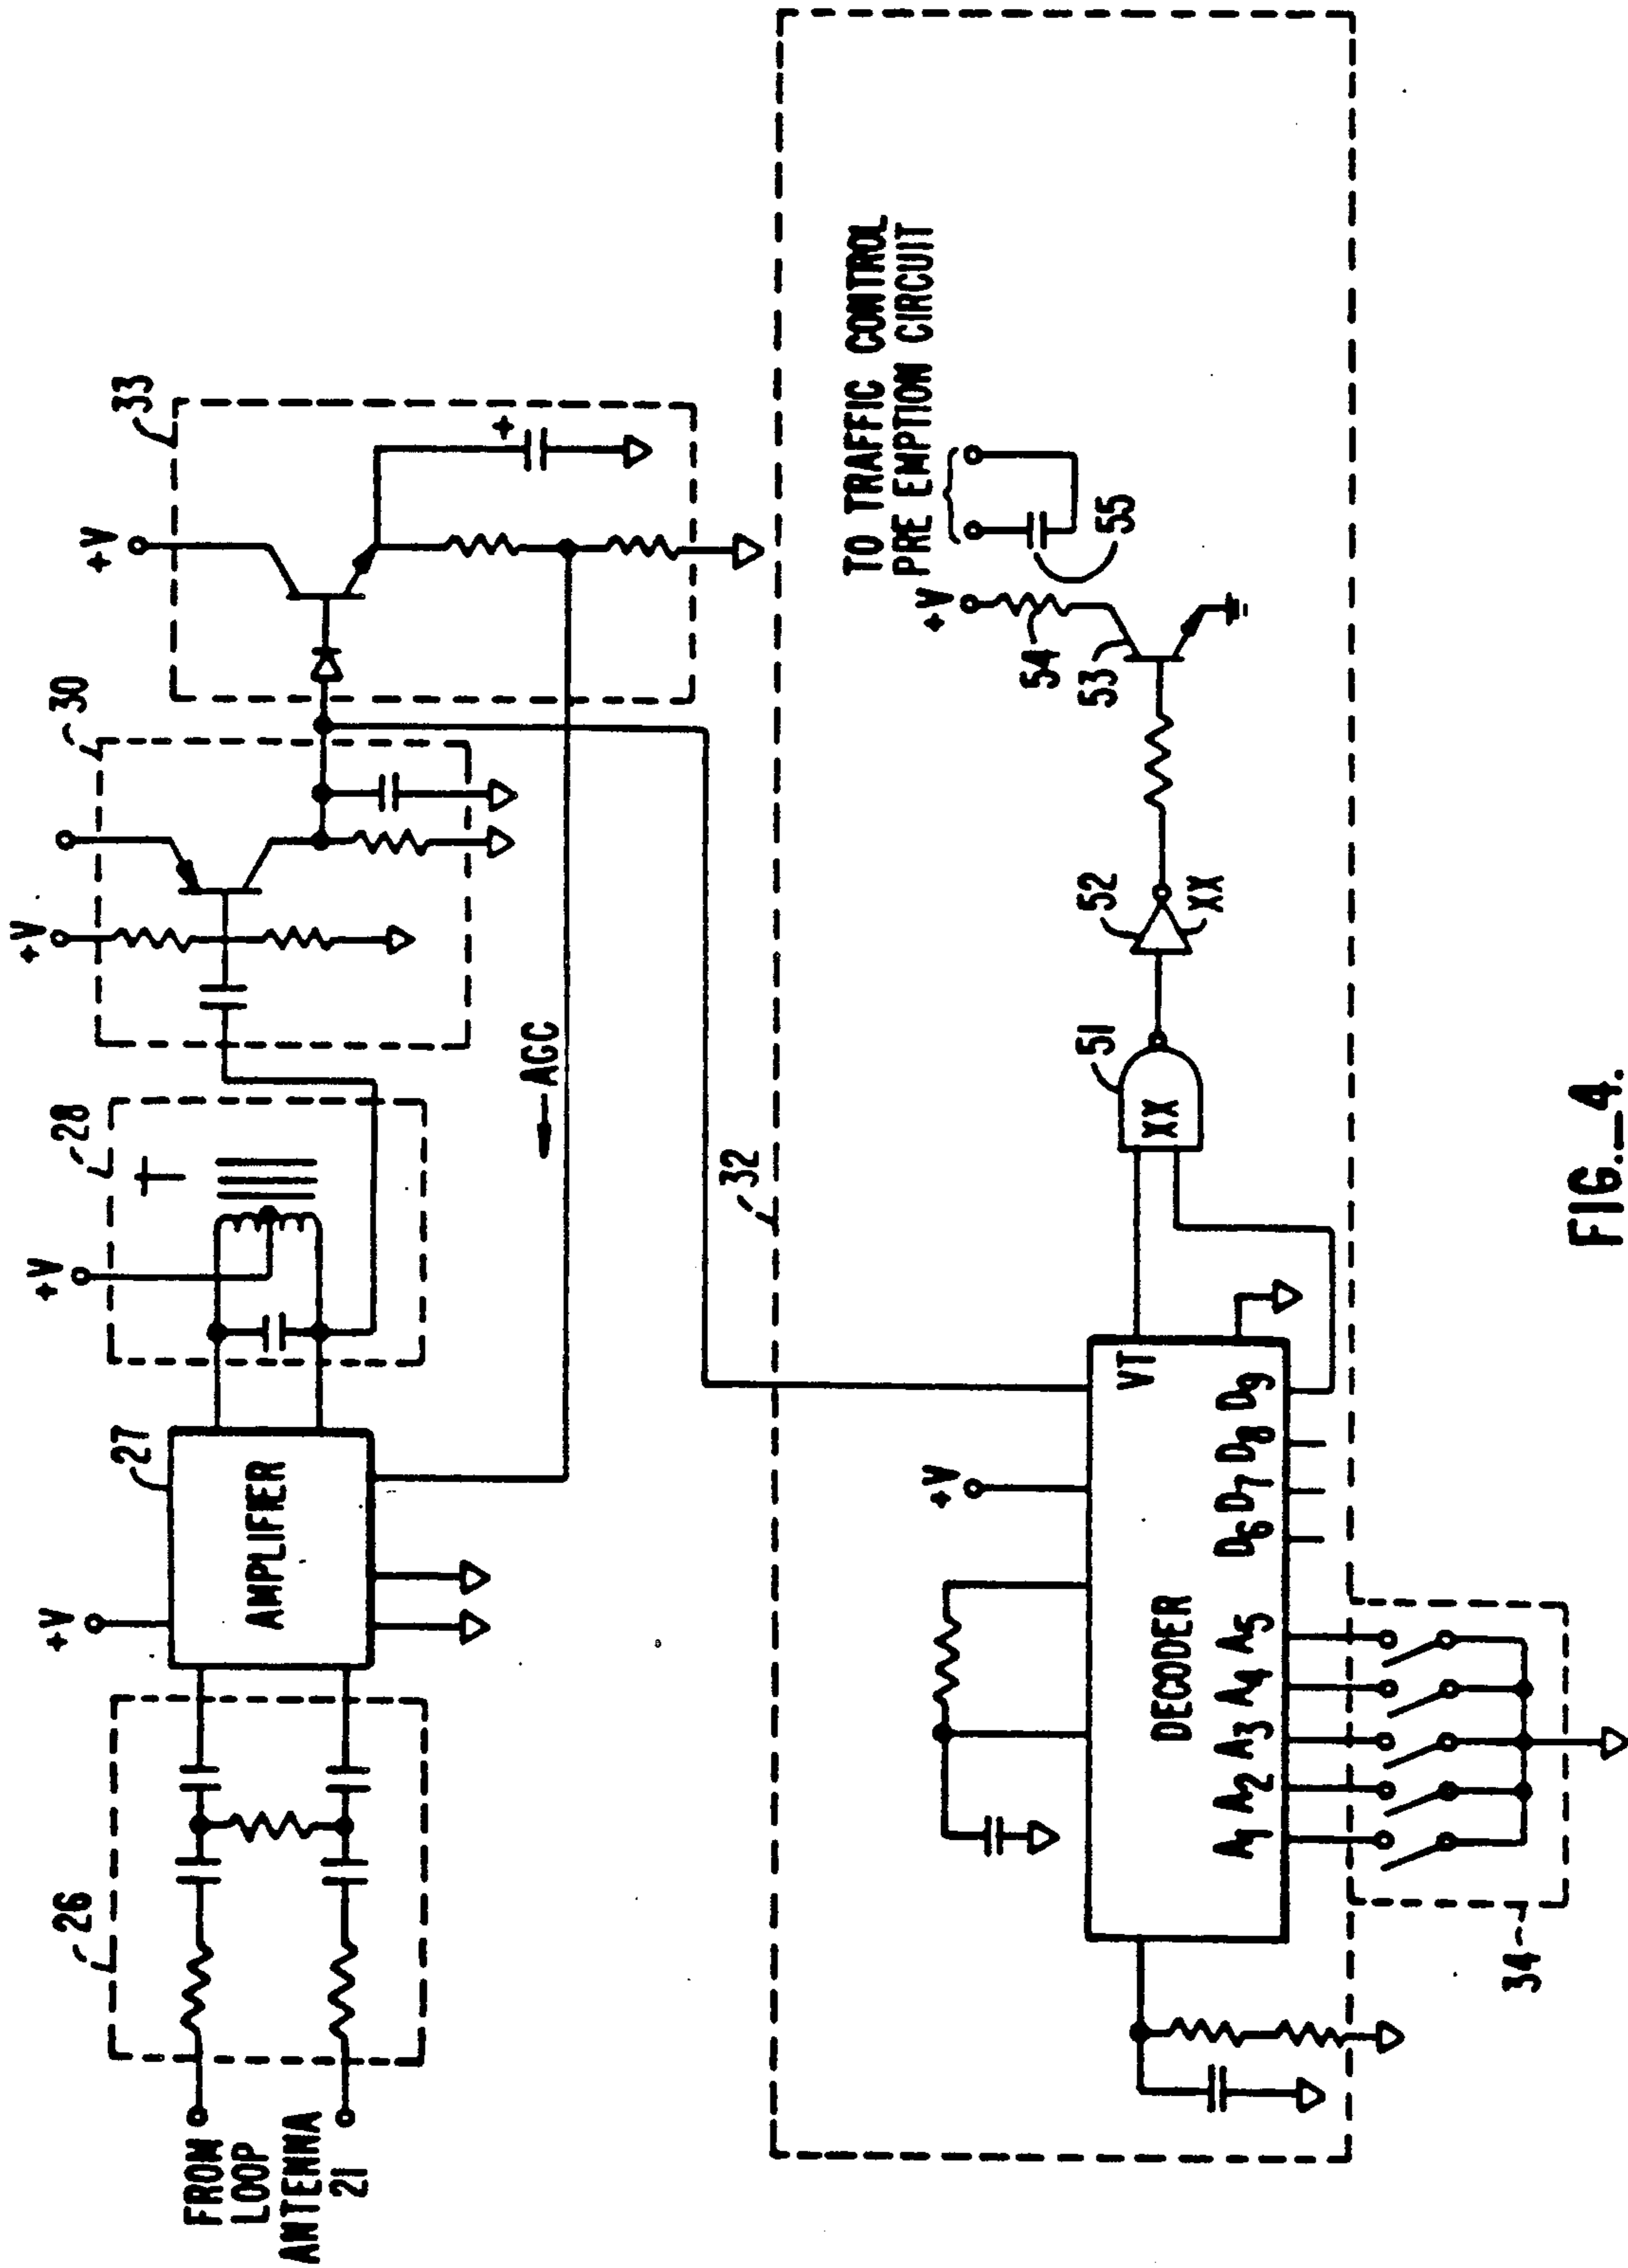 FROM
LOOP
ANTENNA
21
26
+V
27
AMPLIFIER
+V
28
+V
30
+V
33
+
← AGC
32
+V
DECODER
VT
A1 A2 A3 A4 A5 D6 D7 D8 D9
34
51
XX
52
XX
53
54
+V
55
TO TRAFFIC CONTROL
PRE EMPTION CIRCUIT
FIG._4.